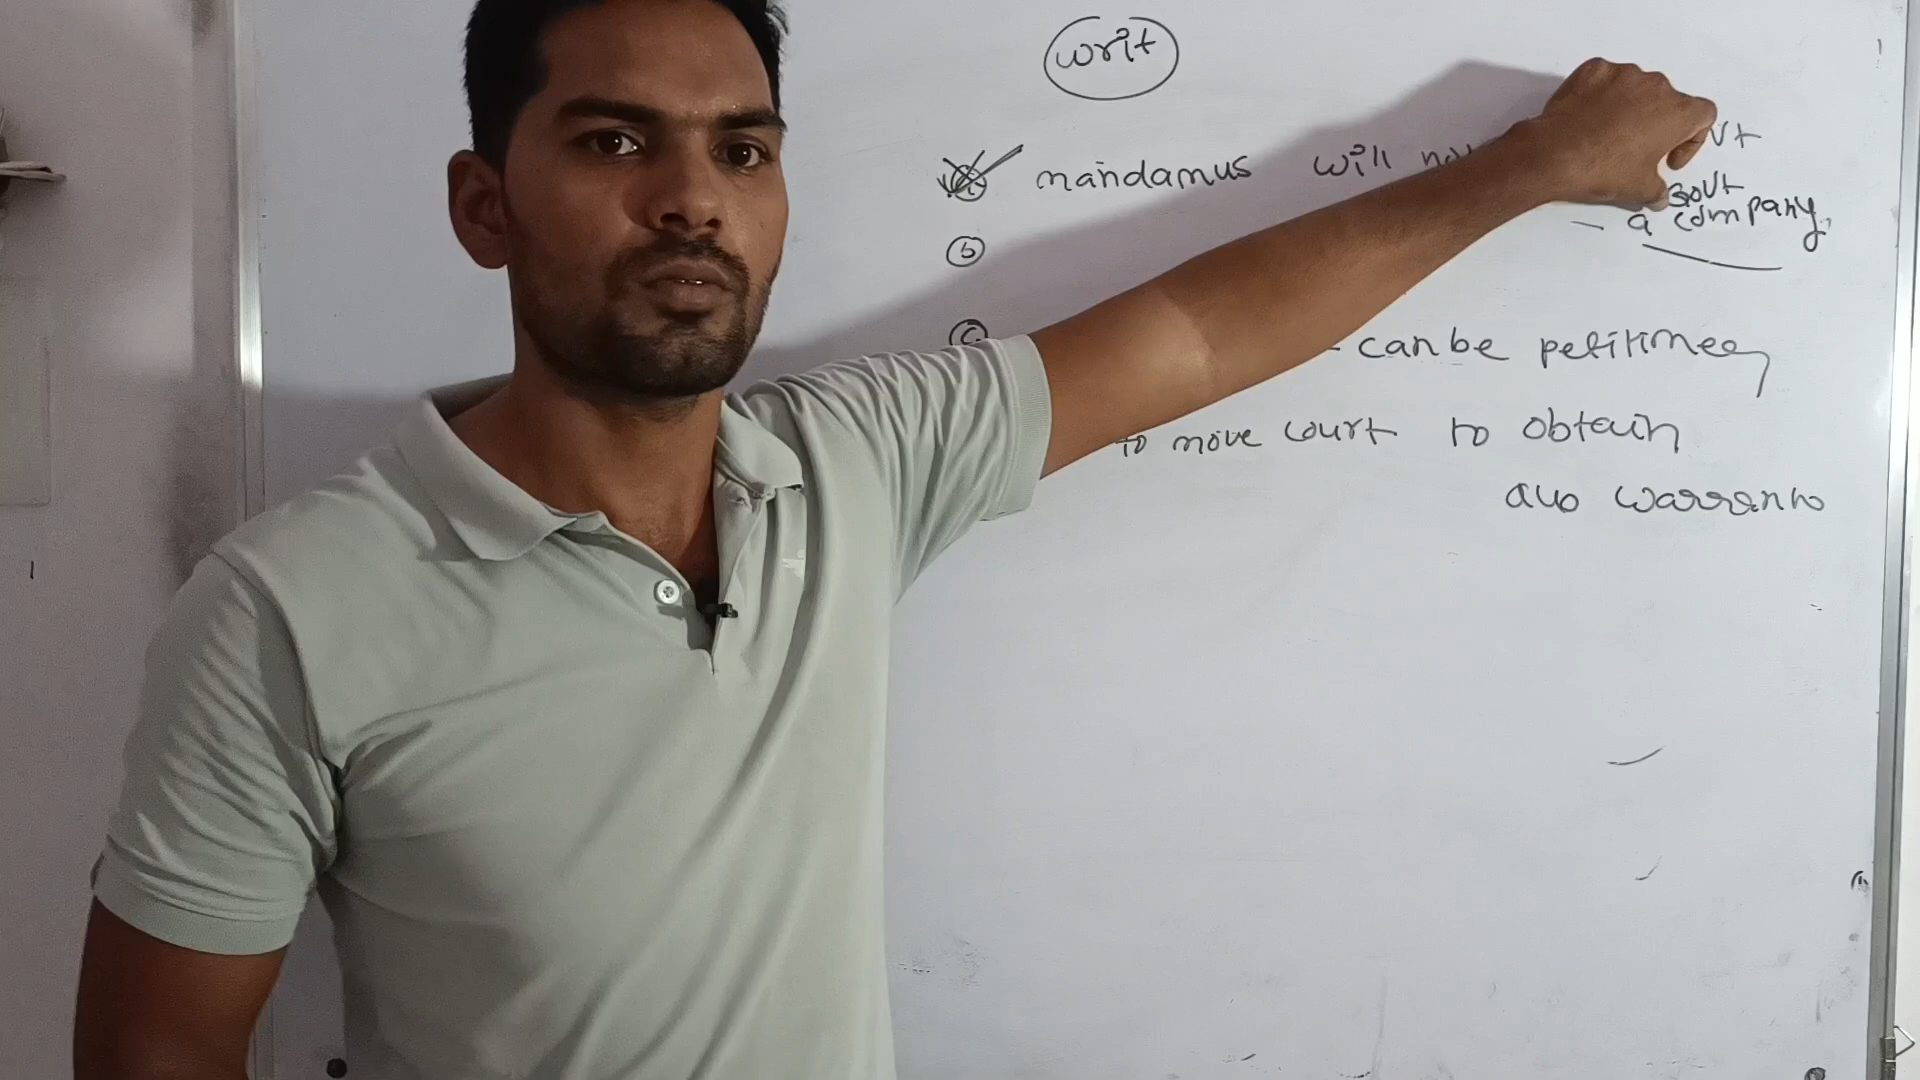 writ
mandamus will
Govt
a company
b
c can be petitioner
to move court to obtain
Quo warranto